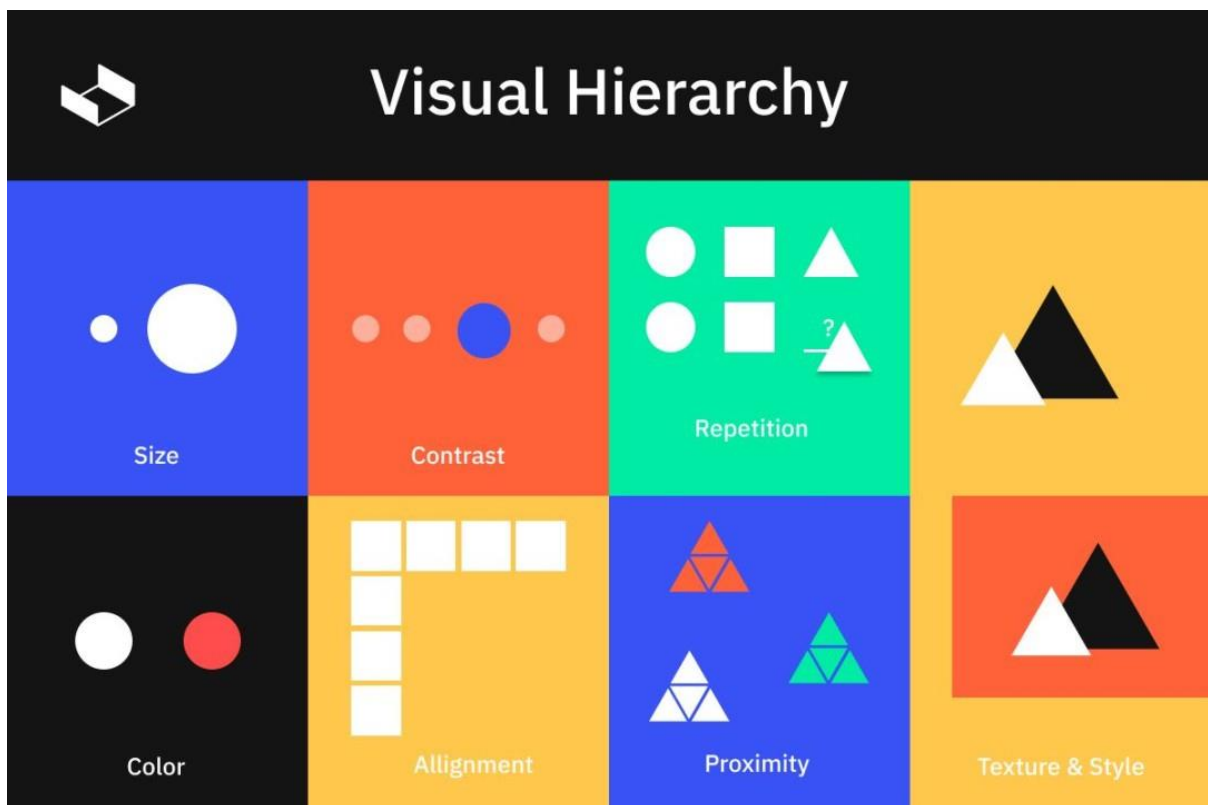 Visual Hierarchy
Size
Contrast
?
Repetition
Color
Allignment
Proximity
Texture & Style